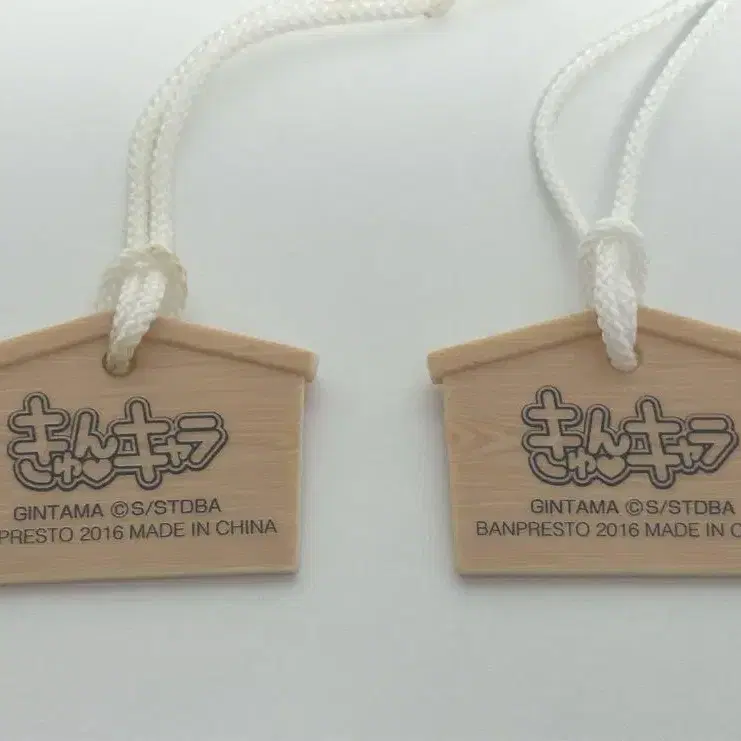 きゅんキャラ
GINTAMA ©S/STDBA
PRESTO 2016 MADE IN CHINA
きゅんキャラ
GINTAMA ©S/STDBA
BANPRESTO 2016 MADE IN C